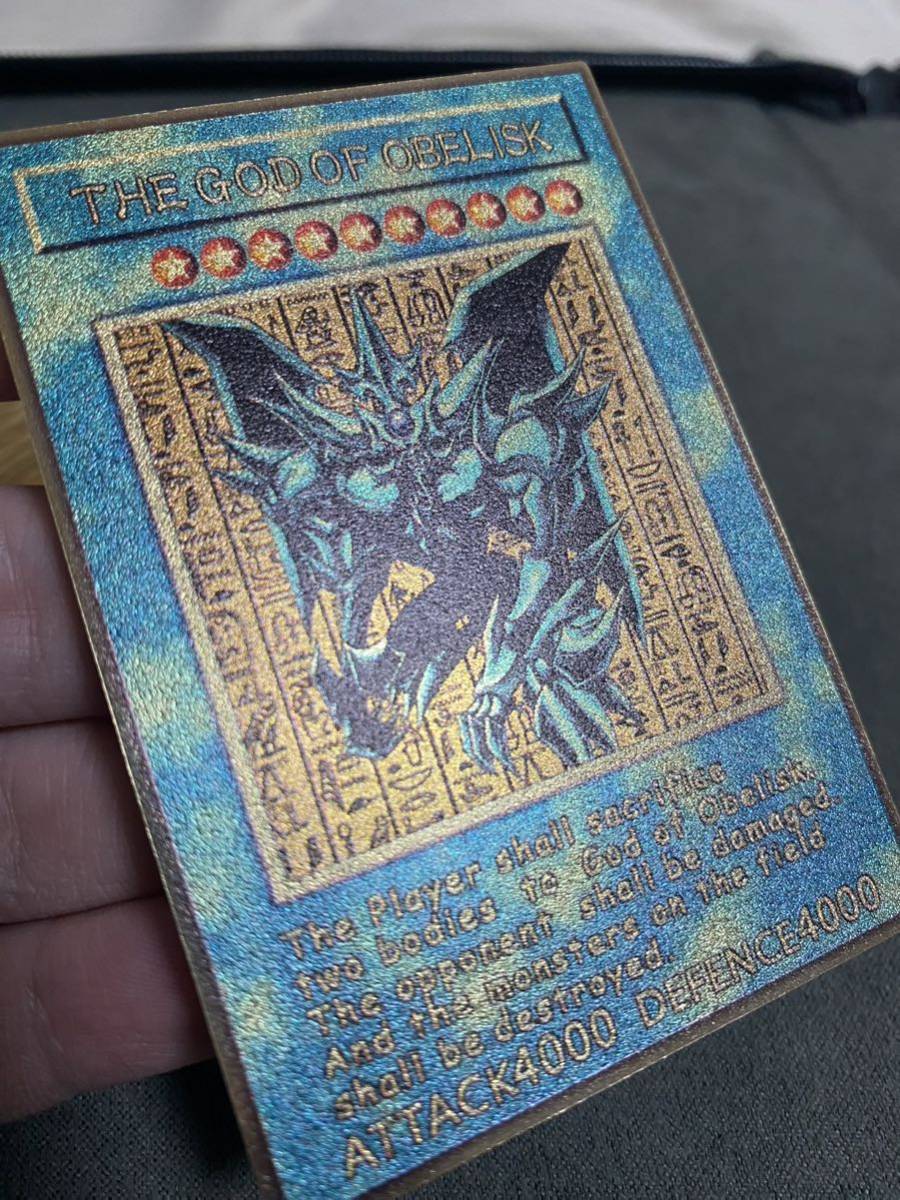 THE GOD OF OBELISK
The Player shall sacrifice
two bodies to God of Obelisk.
The opponent shall be damaged.
And the monsters on the field
shall be destroyed.
ATTACK4000 DEFENCE4000